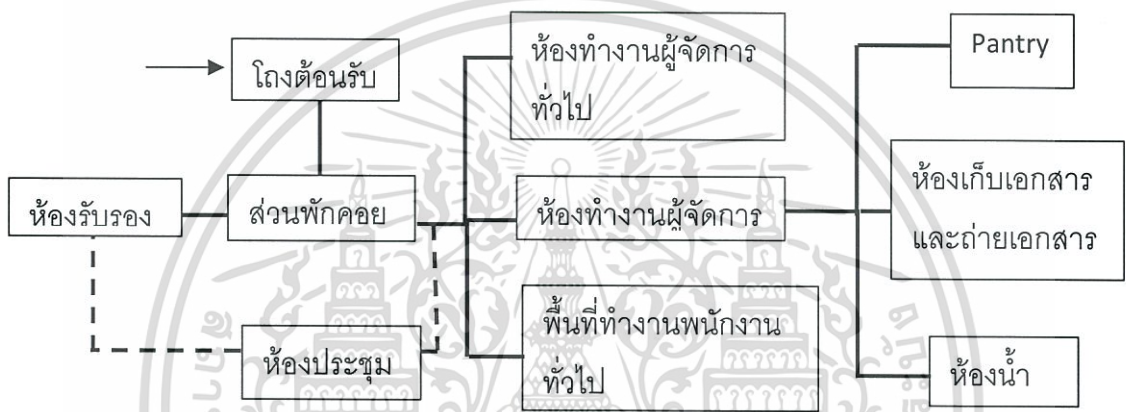 โถงต้อนรับ
ห้องรับรอง
ส่วนพักคอย
ห้องประชุม
ห้องทำงานผู้จัดการ
ทั่วไป
ห้องทำงานผู้จัดการ
พื้นที่ทำงานพนักงาน
ทั่วไป
Pantry
ห้องเก็บเอกสาร
และถ่ายเอกสาร
ห้องน้ำ